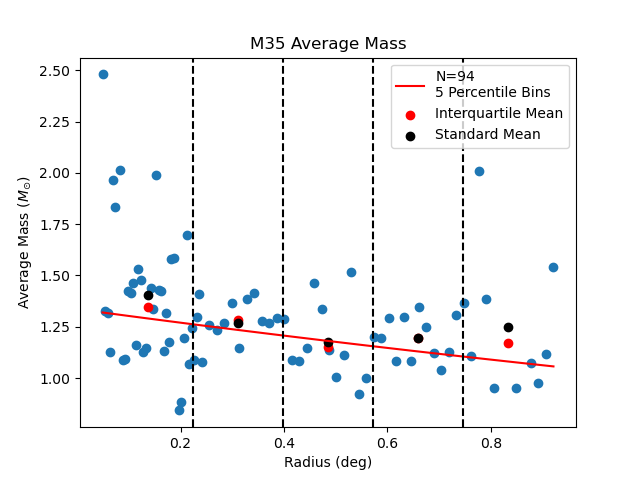 M35 Average Mass
N=94
5 Percentile Bins
Interquartile Mean
Standard Mean
Average Mass (M⊙)
2.50
2.25
2.00
1.75
1.50
1.25
1.00
0.2 0.4 0.6 0.8
Radius (deg)